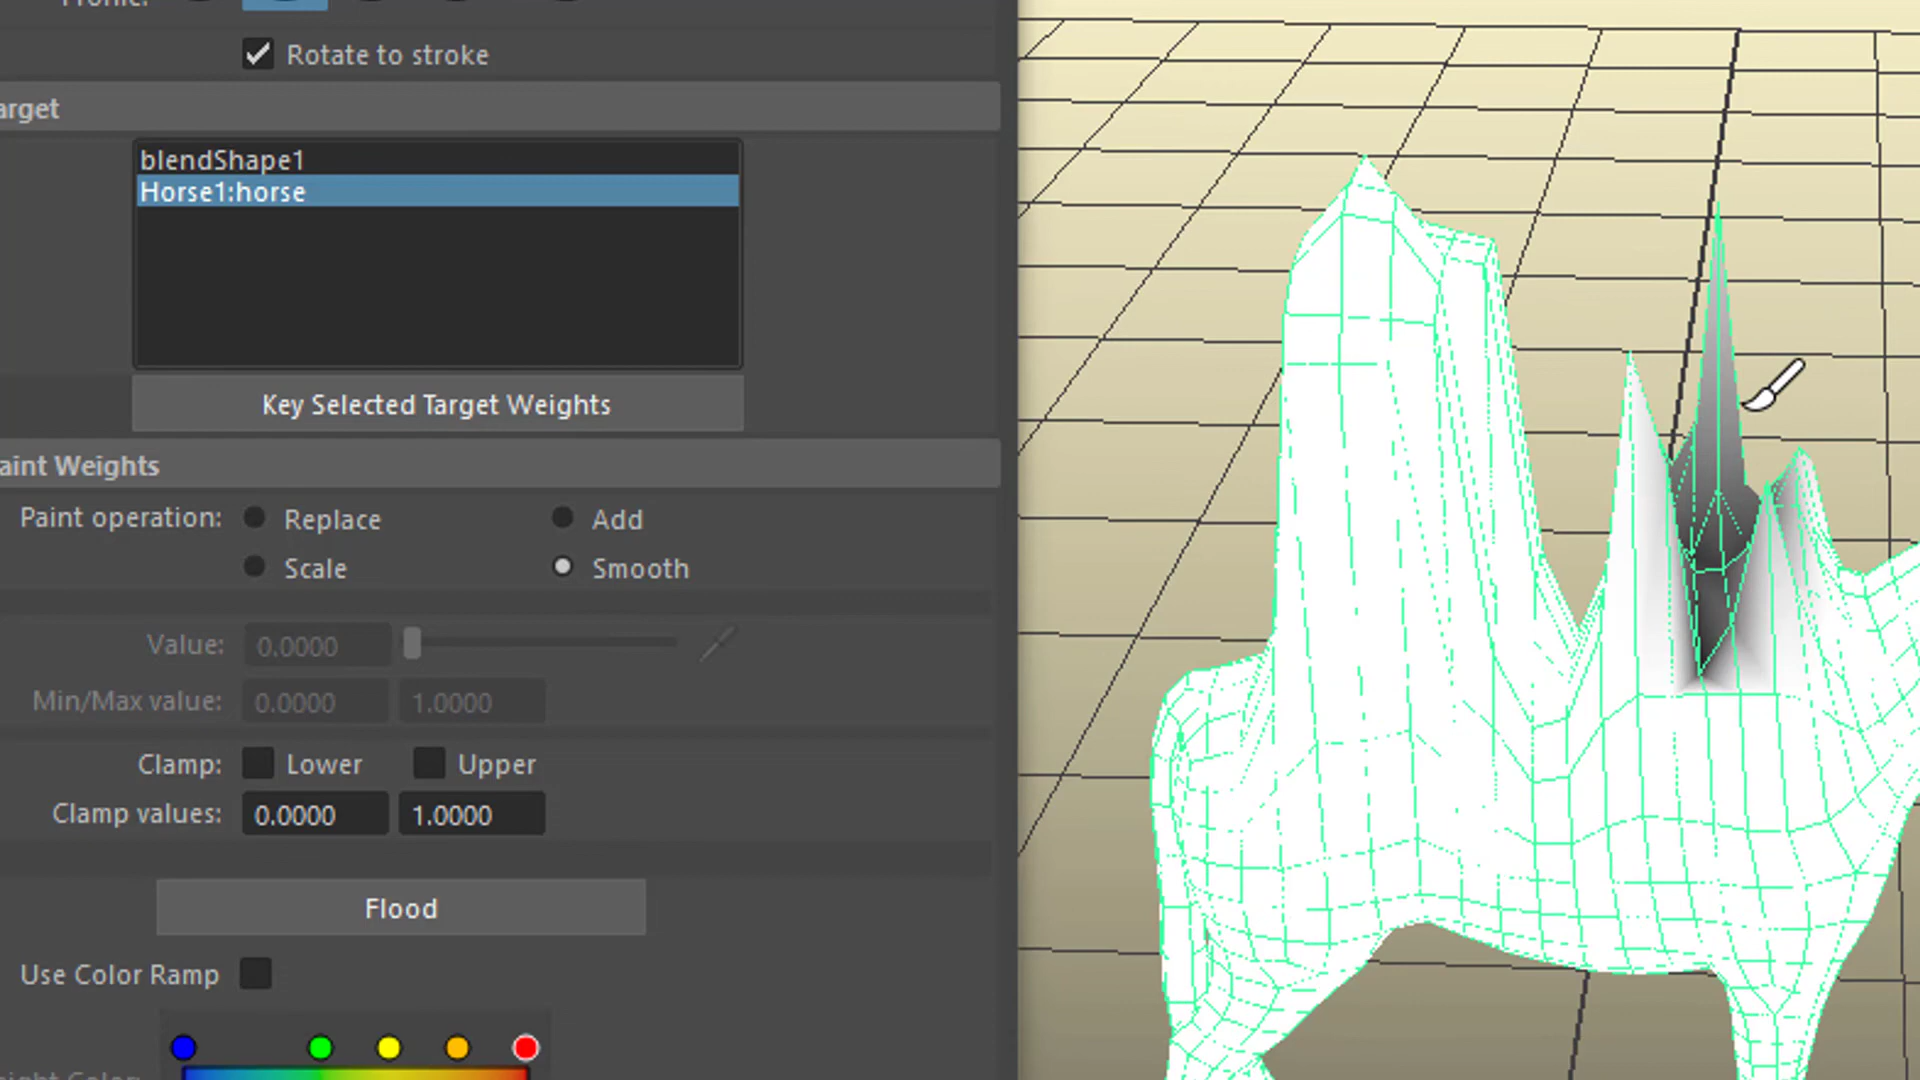 Rotate to stroke
arget
blendShape1
Horse1:horse
Key Selected Target Weights
aint Weights
Paint operation: Replace Add
Scale Smooth
Value: 0.0000
Min/Max value: 0.0000 1.0000
Clamp: Lower Upper
Clamp values: 0.0000 1.0000
Flood
Use Color Ramp